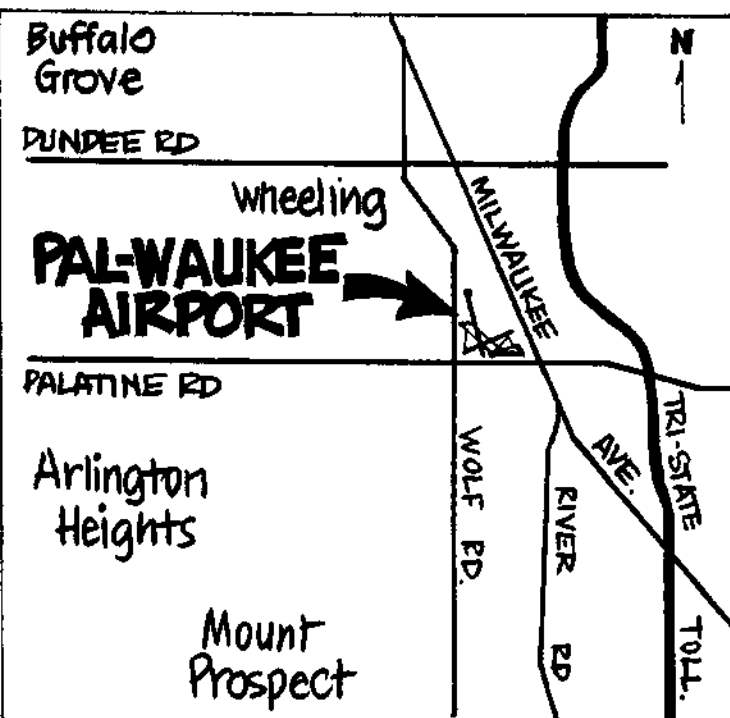 Buffalo
Grove
N
DUNDEE RD
Wheeling
MILWAUKEE
PAL-WAUKEE
AIRPORT
PALATINE RD
TRI-STATE
AVE.
WOLF RD.
Arlington
Heights
RIVER RD
Mount
Prospect
TOLL.